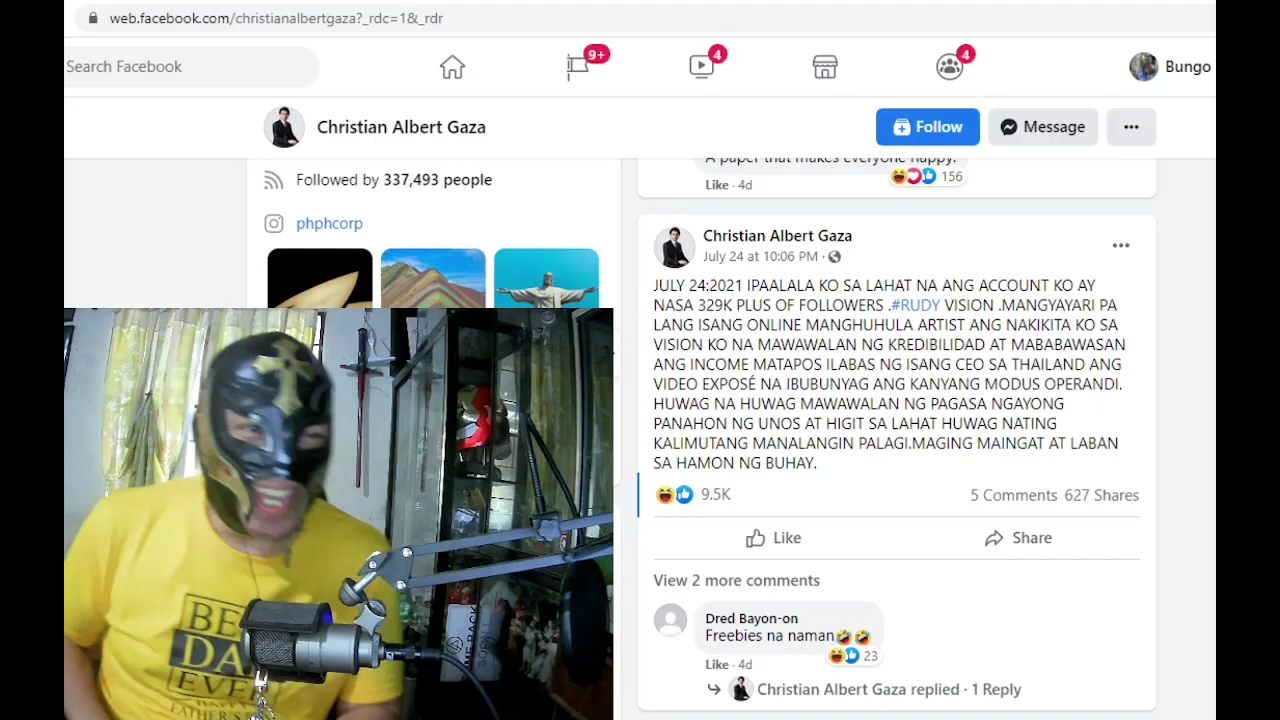 web.facebook.com/christianalbertgaza?_rdc=1&_rdr
Search Facebook
9+
4
4
Bungo
Christian Albert Gaza
Follow
Message
Followed by 337,493 people
phphcorp
A paper that makes everyone happy.
Like · 4d
156
Christian Albert Gaza
July 24 at 10:06 PM ·
JULY 24:2021 IPAALALA KO SA LAHAT NA ANG ACCOUNT KO AY
NASA 329K PLUS OF FOLLOWERS .#RUDY VISION .MANGYAYARI PA
LANG ISANG ONLINE MANGHUHULA ARTIST ANG NAKIKITA KO SA
VISION KO NA MAWAWALAN NG KREDIBILIDAD AT MABABAWASAN
ANG INCOME MATAPOS ILABAS NG ISANG CEO SA THAILAND ANG
VIDEO EXPOSÉ NA IBUBUNYAG ANG KANYANG MODUS OPERANDI.
HUWAG NA HUWAG MAWAWALAN NG PAGASA NGAYONG
PANAHON NG UNOS AT HIGIT SA LAHAT HUWAG NATING
KALIMUTANG MANALANGIN PALAGI.MAGING MAINGAT AT LABAN
SA HAMON NG BUHAY.
9.5K
5 Comments 627 Shares
Like
Share
View 2 more comments
Dred Bayon-on
Freebies na naman🤣🤣
23
Like · 4d
Christian Albert Gaza replied · 1 Reply
EVER
FATHER'S